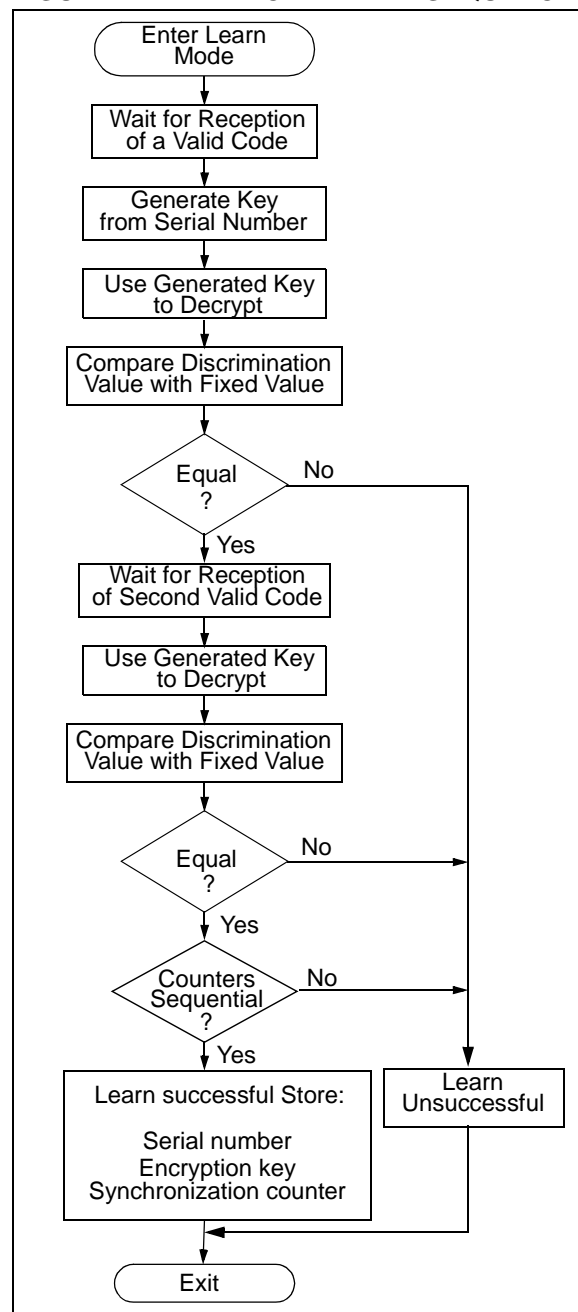 Enter Learn
Mode
Wait for Reception
of a Valid Code
Generate Key
from Serial Number
Use Generated Key
to Decrypt
Compare Discrimination
Value with Fixed Value
Equal
?
No
Yes
Wait for Reception
of Second Valid Code
Use Generated Key
to Decrypt
Compare Discrimination
Value with Fixed Value
Equal
?
No
Yes
Counters
Sequential
?
No
Yes
Learn successful Store:
Serial number
Encryption key
Synchronization counter
Learn
Unsuccessful
Exit